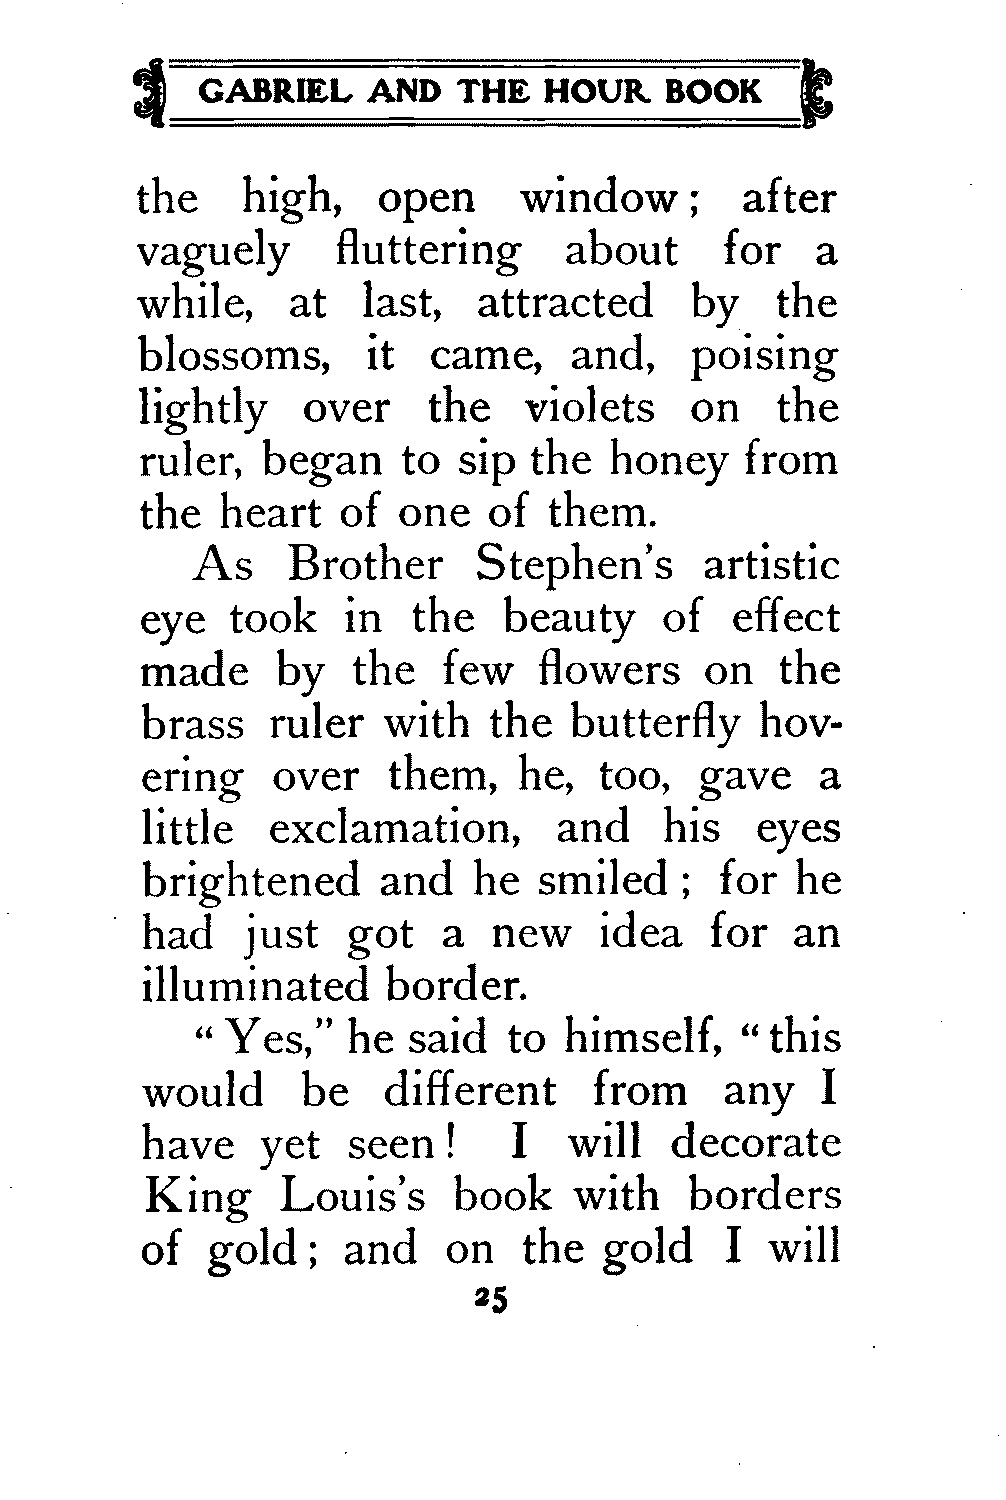 GABRIEL AND THE HOUR BOOK
the high, open window; after
vaguely fluttering about for a
while, at last, attracted by the
blossoms, it came, and, poising
lightly over the violets on the
ruler, began to sip the honey from
the heart of one of them.
As Brother Stephen's artistic
eye took in the beauty of effect
made by the few flowers on the
brass ruler with the butterfly hov-
ering over them, he, too, gave a
little exclamation, and his eyes
brightened and he smiled; for he
had just got a new idea for an
illuminated border.
“Yes,” he said to himself, “this
would be different from any I
have yet seen! I will decorate
King Louis's book with borders
of gold; and on the gold I will
25